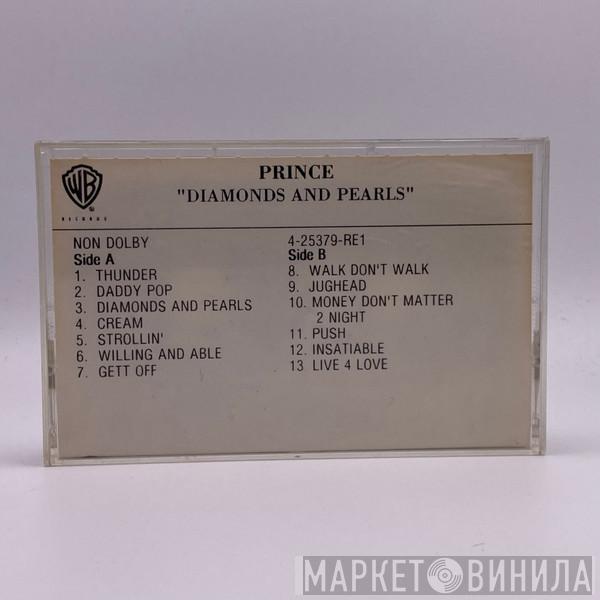 WB
RECORDS
PRINCE
"DIAMONDS AND PEARLS"
NON DOLBY
Side A
1. THUNDER
2. DADDY POP
3. DIAMONDS AND PEARLS
4. CREAM
5. STROLLIN'
6. WILLING AND ABLE
7. GETT OFF
4-25379-RE1
Side B
8. WALK DON'T WALK
9. JUGHEAD
10. MONEY DON'T MATTER
2 NIGHT
11. PUSH
12. INSATIABLE
13 LIVE 4 LOVE
МАРКЕТ ВИНИЛА